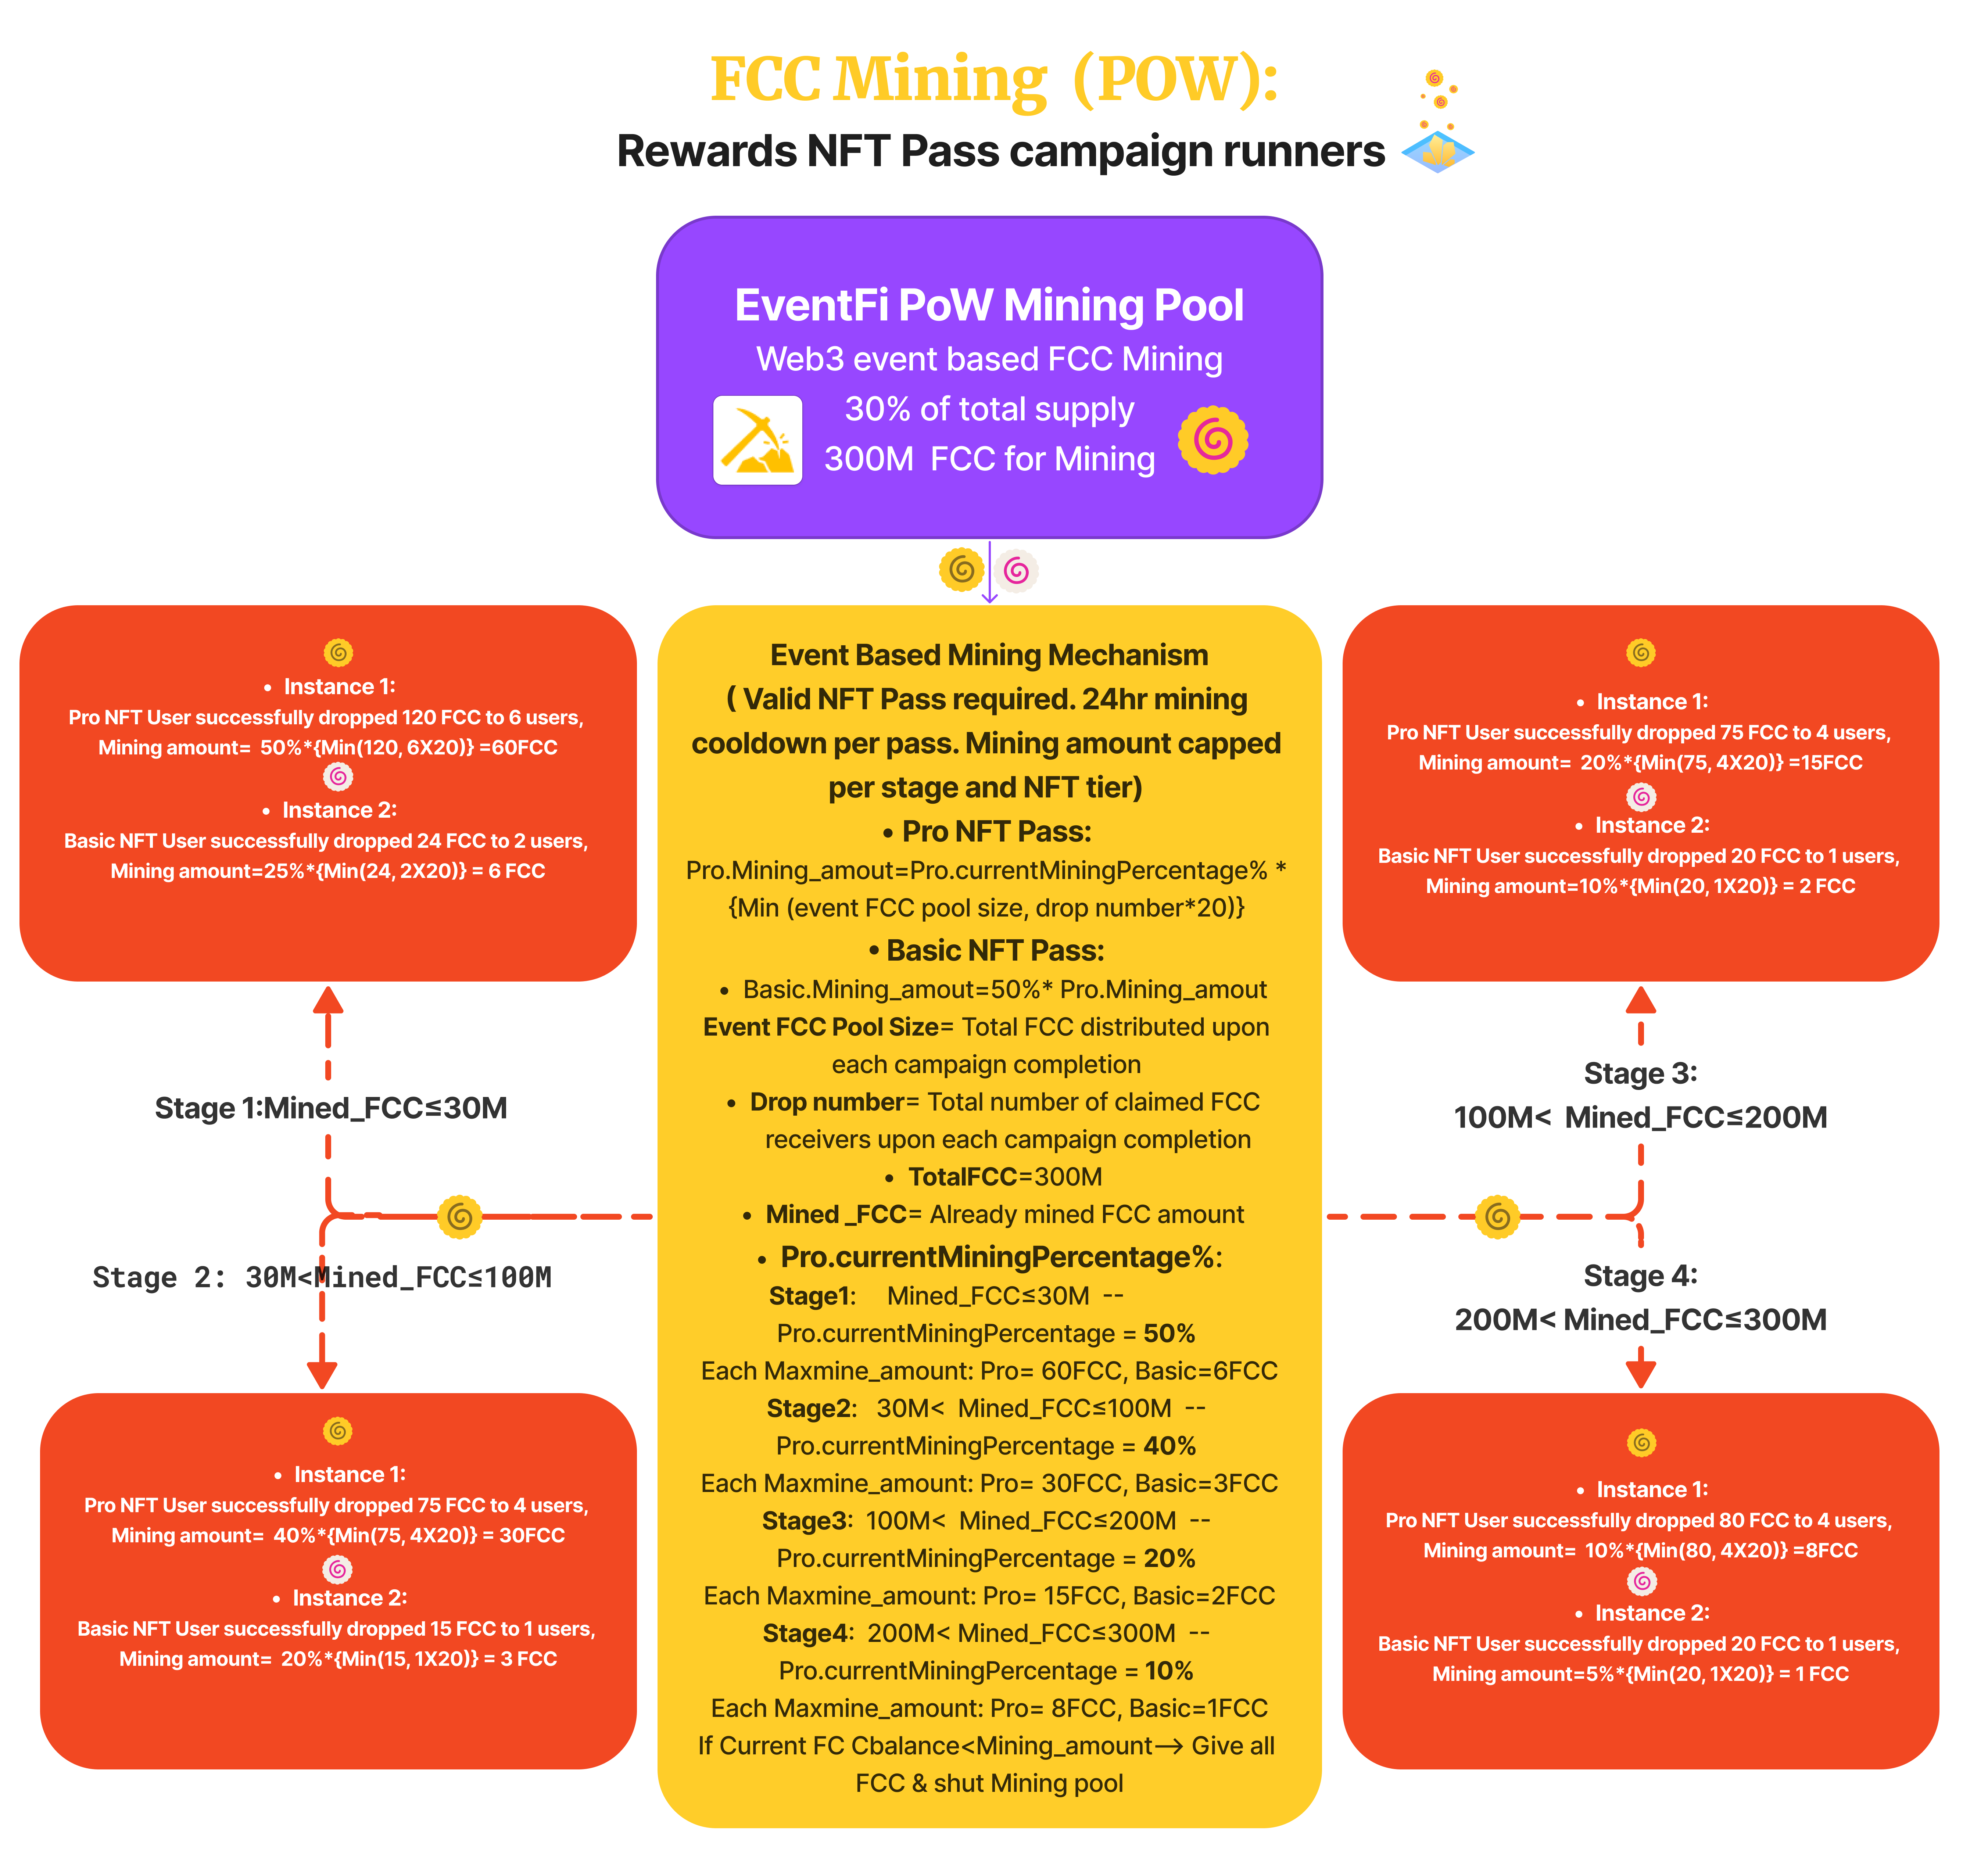 FCC Mining (POW):
Rewards NFT Pass campaign runners
EventFi PoW Mining Pool
Web3 event based FCC Mining
30% of total supply
300M FCC for Mining
• Instance 1:
Pro NFT User successfully dropped 120 FCC to 6 users,
Mining amount= 50%*{Min(120, 6X20)} =60FCC
• Instance 2:
Basic NFT User successfully dropped 24 FCC to 2 users,
Mining amount=25%*{Min(24, 2X20)} = 6 FCC
Stage 1:Mined_FCC≤30M
Stage 2: 30M<Mined_FCC≤100M
• Instance 1:
Pro NFT User successfully dropped 75 FCC to 4 users,
Mining amount= 40%*{Min(75, 4X20)} = 30FCC
• Instance 2:
Basic NFT User successfully dropped 15 FCC to 1 users,
Mining amount= 20%*{Min(15, 1X20)} = 3 FCC
Event Based Mining Mechanism
( Valid NFT Pass required. 24hr mining
cooldown per pass. Mining amount capped
per stage and NFT tier)
• Pro NFT Pass:
Pro.Mining_amout=Pro.currentMiningPercentage% *
{Min (event FCC pool size, drop number*20)}
• Basic NFT Pass:
• Basic.Mining_amout=50%* Pro.Mining_amout
Event FCC Pool Size= Total FCC distributed upon
each campaign completion
• Drop number= Total number of claimed FCC
receivers upon each campaign completion
• TotalFCC=300M
• Mined _FCC= Already mined FCC amount
• Pro.currentMiningPercentage%:
Stage1: Mined_FCC≤30M --
Pro.currentMiningPercentage = 50%
Each Maxmine_amount: Pro= 60FCC, Basic=6FCC
Stage2: 30M< Mined_FCC≤100M --
Pro.currentMiningPercentage = 40%
Each Maxmine_amount: Pro= 30FCC, Basic=3FCC
Stage3: 100M< Mined_FCC≤200M --
Pro.currentMiningPercentage = 20%
Each Maxmine_amount: Pro= 15FCC, Basic=2FCC
Stage4: 200M< Mined_FCC≤300M --
Pro.currentMiningPercentage = 10%
Each Maxmine_amount: Pro= 8FCC, Basic=1FCC
If Current FC Cbalance<Mining_amount—> Give all
FCC & shut Mining pool
• Instance 1:
Pro NFT User successfully dropped 75 FCC to 4 users,
Mining amount= 20%*{Min(75, 4X20)} =15FCC
• Instance 2:
Basic NFT User successfully dropped 20 FCC to 1 users,
Mining amount=10%*{Min(20, 1X20)} = 2 FCC
Stage 3:
100M< Mined_FCC≤200M
Stage 4:
200M< Mined_FCC≤300M
• Instance 1:
Pro NFT User successfully dropped 80 FCC to 4 users,
Mining amount= 10%*{Min(80, 4X20)} =8FCC
• Instance 2:
Basic NFT User successfully dropped 20 FCC to 1 users,
Mining amount=5%*{Min(20, 1X20)} = 1 FCC